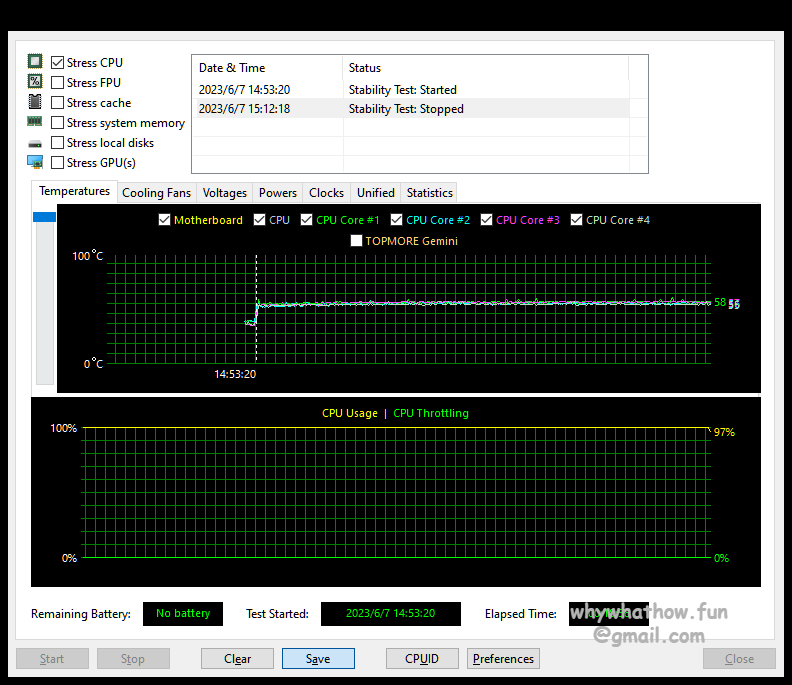 Stress CPU
Stress FPU
Stress cache
Stress system memory
Stress local disks
Stress GPU(s)
Date & Time Status
2023/6/7 14:53:20 Stability Test: Started
2023/6/7 15:12:18 Stability Test: Stopped
Temperatures Cooling Fans Voltages Powers Clocks Unified Statistics
Motherboard CPU CPU Core #1 CPU Core #2 CPU Core #3 CPU Core #4
TOPMORE Gemini
100°C
58
0°C
14:53:20
CPU Usage | CPU Throttling
100% 97%
0% 0%
Remaining Battery: No battery Test Started: 2023/6/7 14:53:20 Elapsed Time:
whywhathow.fun
@gmail.com
Start Stop Clear Save CPUID Preferences Close